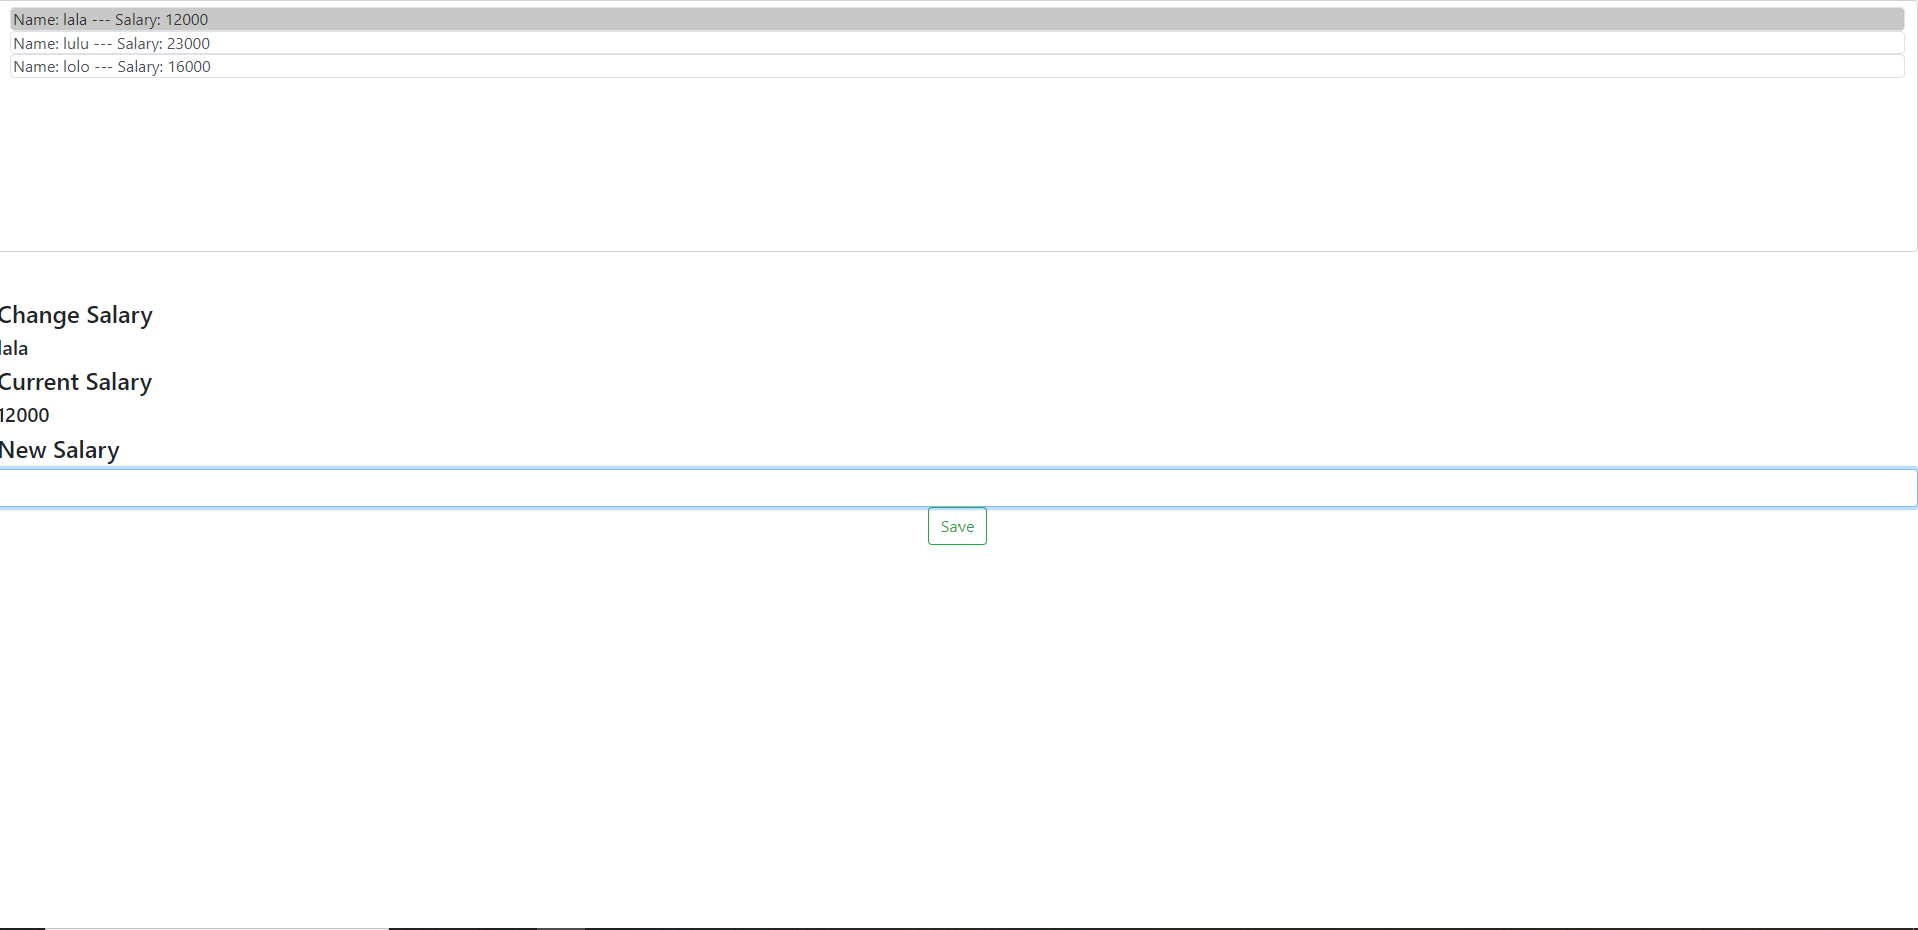 Name: lala --- Salary: 12000
Name: lulu --- Salary: 23000
Name: lolo --- Salary: 16000
Change Salary
lala
Current Salary
12000
New Salary
Save